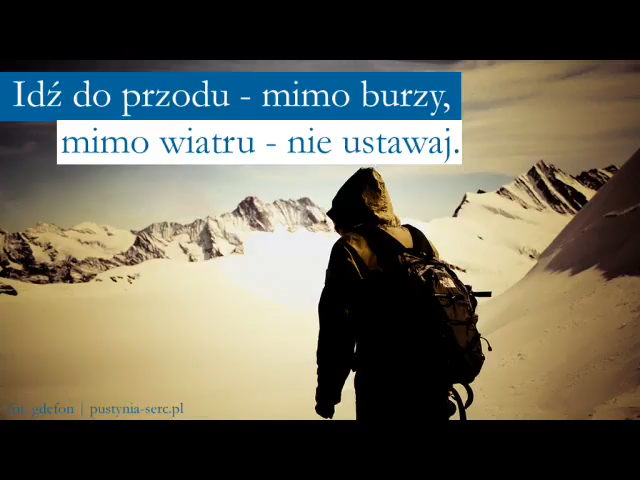 Idź do przodu - mimo burzy,
mimo wiatru - nie ustawaj.
fot. gdefon | pustynia-serc.pl